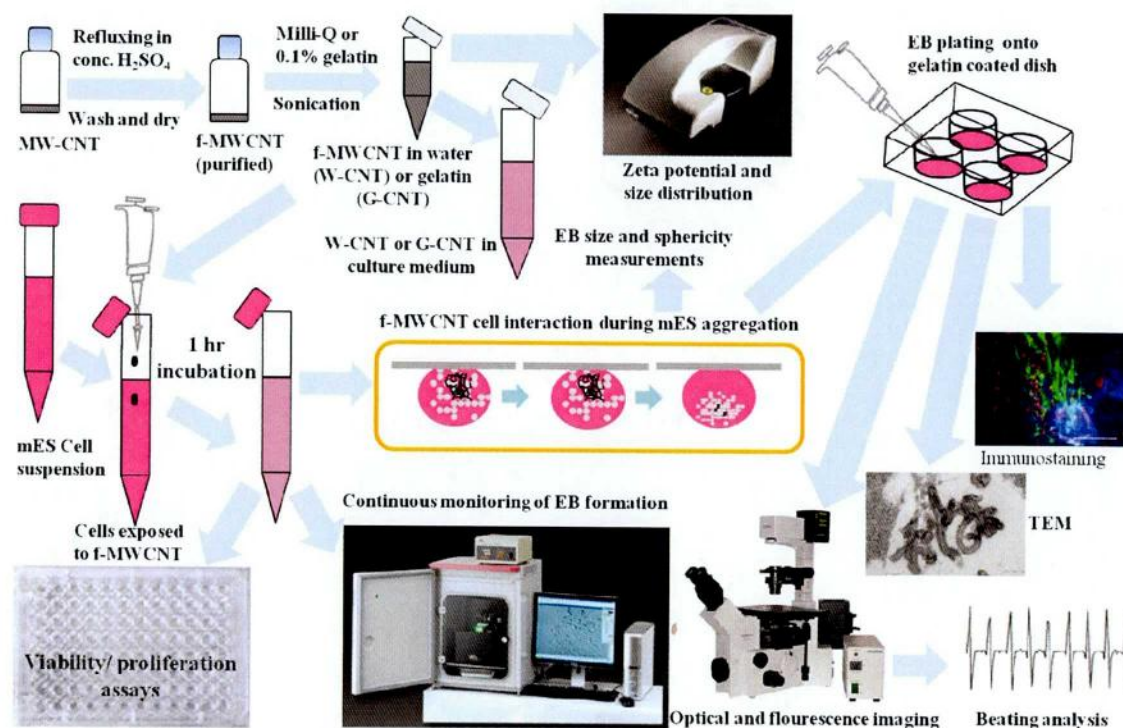 Refluxing in
conc. H₂SO₄
Wash and dry
MW-CNT
f-MWCNT
(purified)
Milli-Q or
0.1% gelatin
Sonication
f-MWCNT in water
(W-CNT) or gelatin
(G-CNT)
W-CNT or G-CNT in
culture medium
Zeta potential and
size distribution
EB plating onto
gelatin coated dish
EB size and sphericity
measurements
f-MWCNT cell interaction during mES aggregation
1 hr
incubation
mES Cell
suspension
Cells exposed
to f-MWCNT
Viability/ proliferation
assays
Continuous monitoring of EB formation
Immunostaining
TEM
Optical and flourescence imaging
Beating analysis